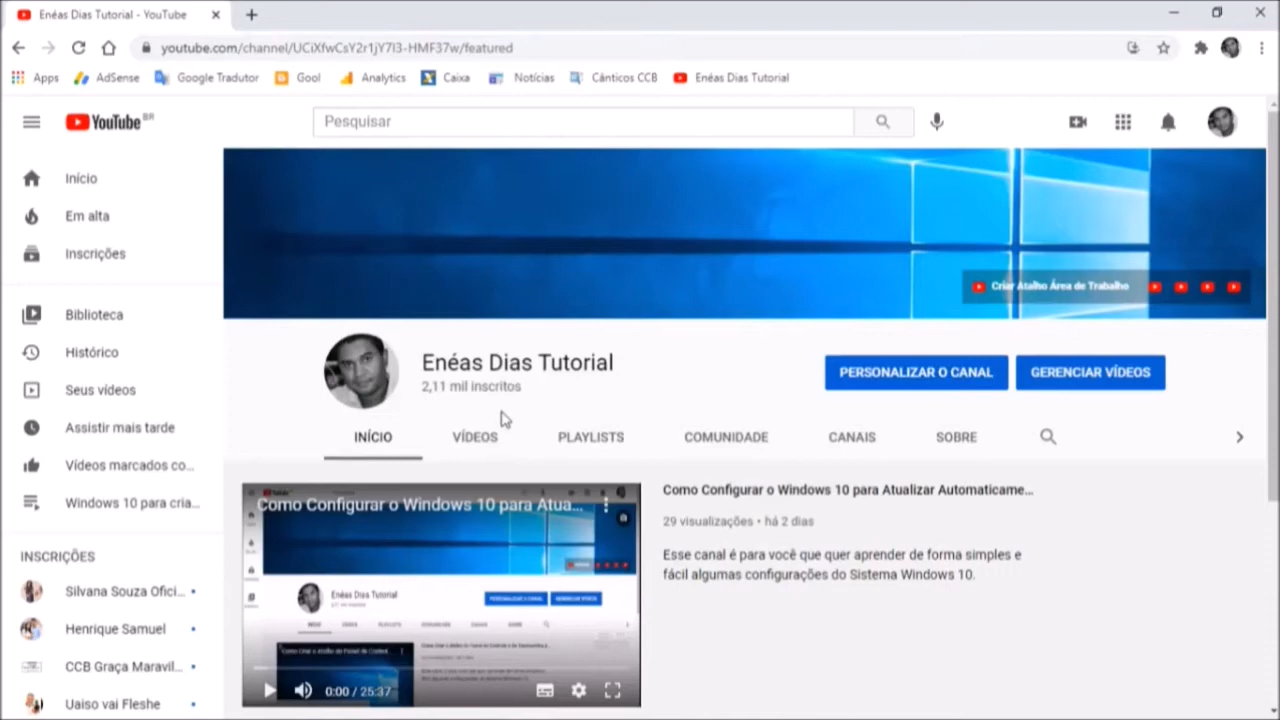 Enéas Dias Tutorial - YouTube
youtube.com/channel/UCiXfwCsY2r1jY7I3-HMF37w/featured
Apps AdSense Google Tradutor Gool Analytics Caixa Notícias Cânticos CCB Enéas Dias Tutorial
YouTube BR Pesquisar
Início
Em alta
Inscrições
Biblioteca
Histórico
Seus vídeos
Assistir mais tarde
Vídeos marcados co...
Windows 10 para cria...
INSCRIÇÕES
Silvana Souza Ofici...
Henrique Samuel
CCB Graça Maravil...
Uaiso vai Fleshe
Criar Atalho Área de Trabalho
Enéas Dias Tutorial
2,11 mil inscritos
PERSONALIZAR O CANAL GERENCIAR VÍDEOS
INÍCIO VÍDEOS PLAYLISTS COMUNIDADE CANAIS SOBRE
Como Configurar o Windows 10 para Atua...
Enéas Dias Tutorial
0:00 / 25:37
Como Configurar o Windows 10 para Atualizar Automaticame...
29 visualizações • há 2 dias
Esse canal é para você que quer aprender de forma simples e
fácil algumas configurações do Sistema Windows 10.